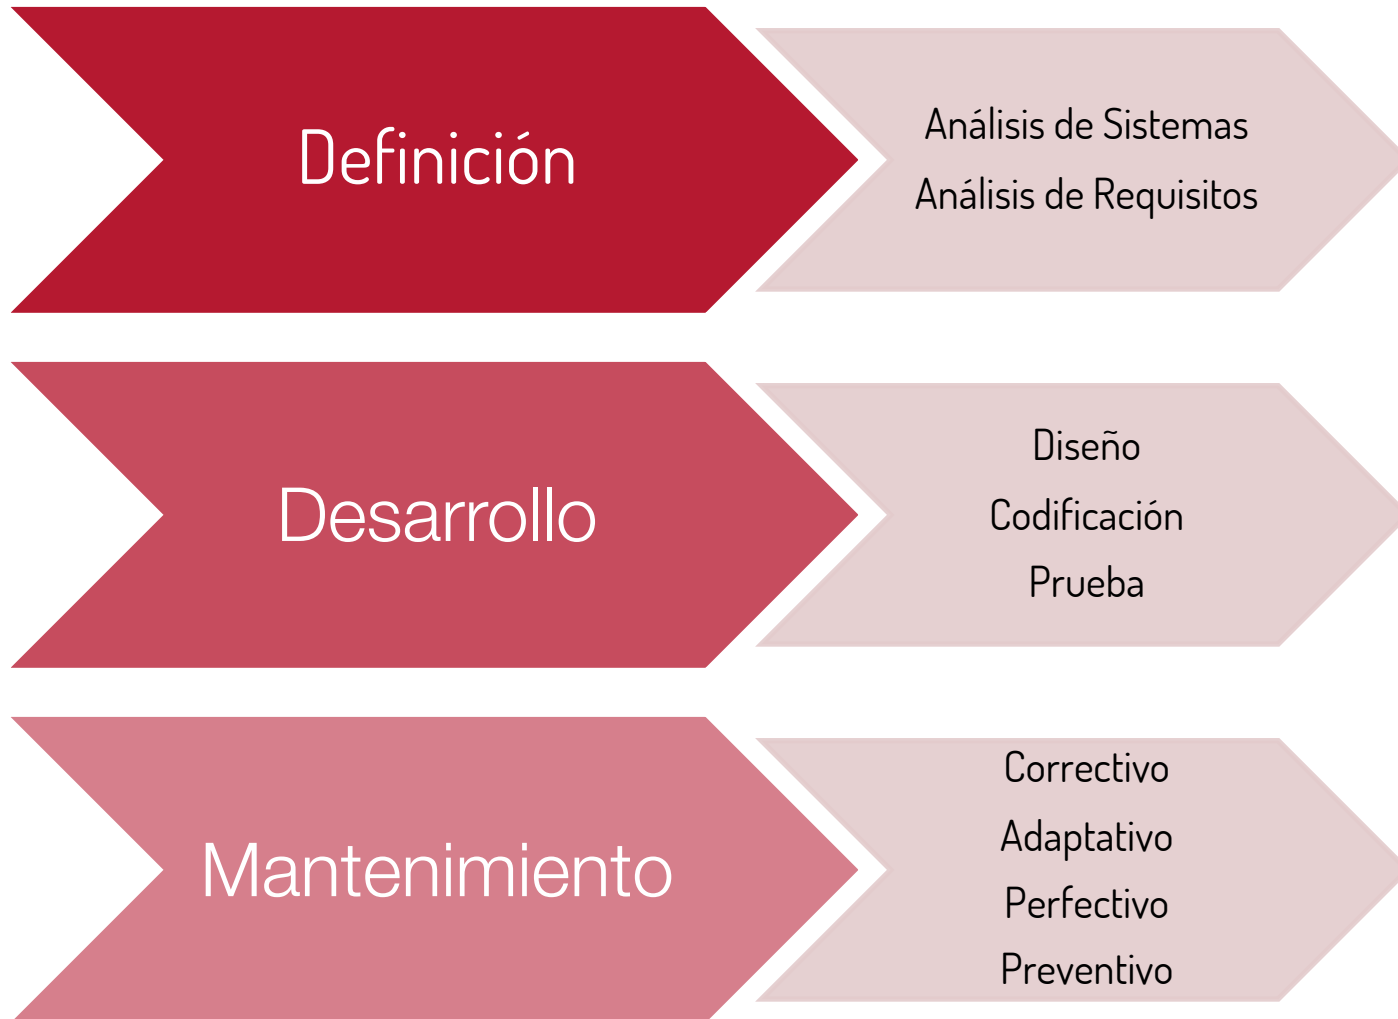 Definición
Análisis de Sistemas
Análisis de Requisitos
Desarrollo
Diseño
Codificación
Prueba
Mantenimiento
Correctivo
Adaptativo
Perfectivo
Preventivo